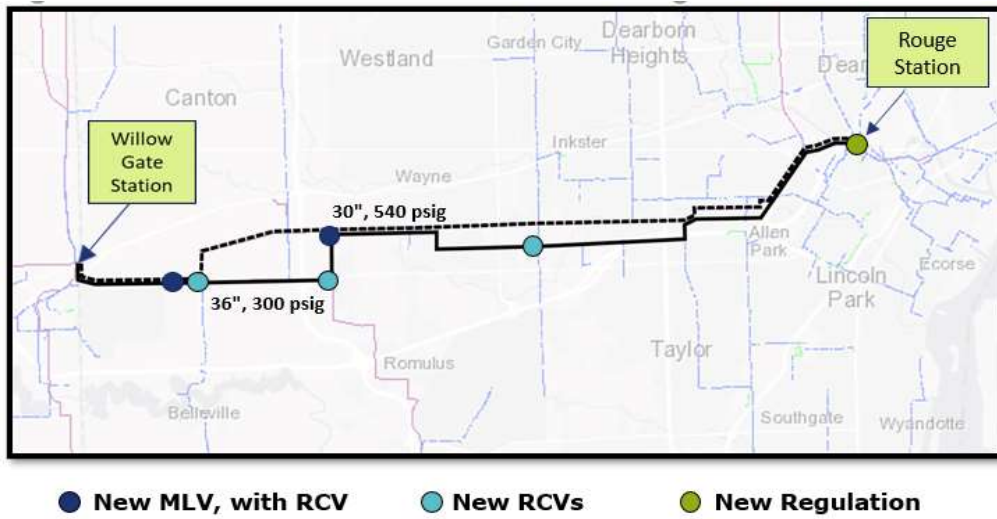 Garden City
Dearborn
Heights
Rouge
Station
Westland
Canton
Willow
Gate
Station
Inkster
Wayne
30", 540 psig
Allen
Park
Ecorse
Lincoln
Park
36", 300 psig
Romulus
Taylor
Belleville
Southgate
Wyandotte
New MLV, with RCV
New RCVs
New Regulation